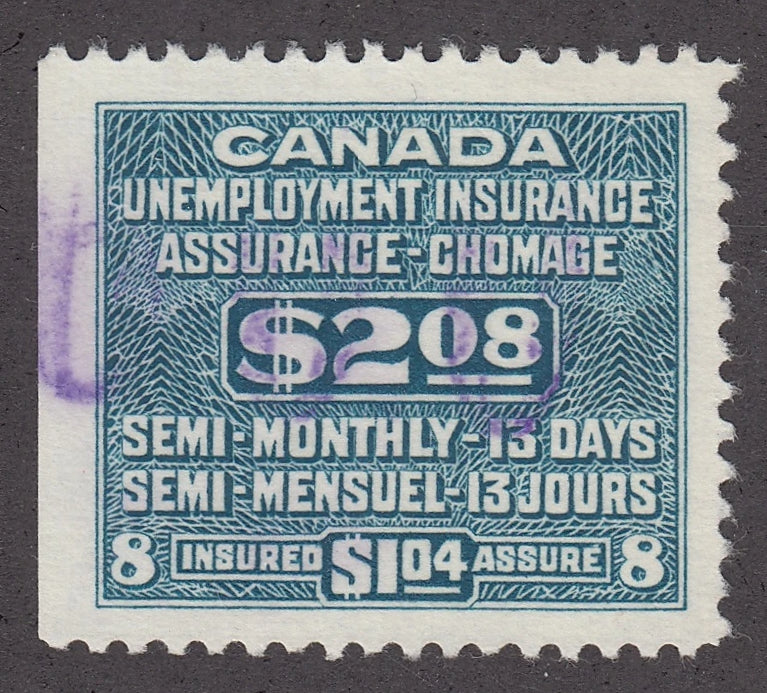 CANADA
UNEMPLOYMENT INSURANCE
ASSURANCE-CHOMAGE
$2.08
SEMI-MONTHLY-13 DAYS
SEMI-MENSUEL-13 JOURS
8 INSURED $1.04 ASSURÉ 8